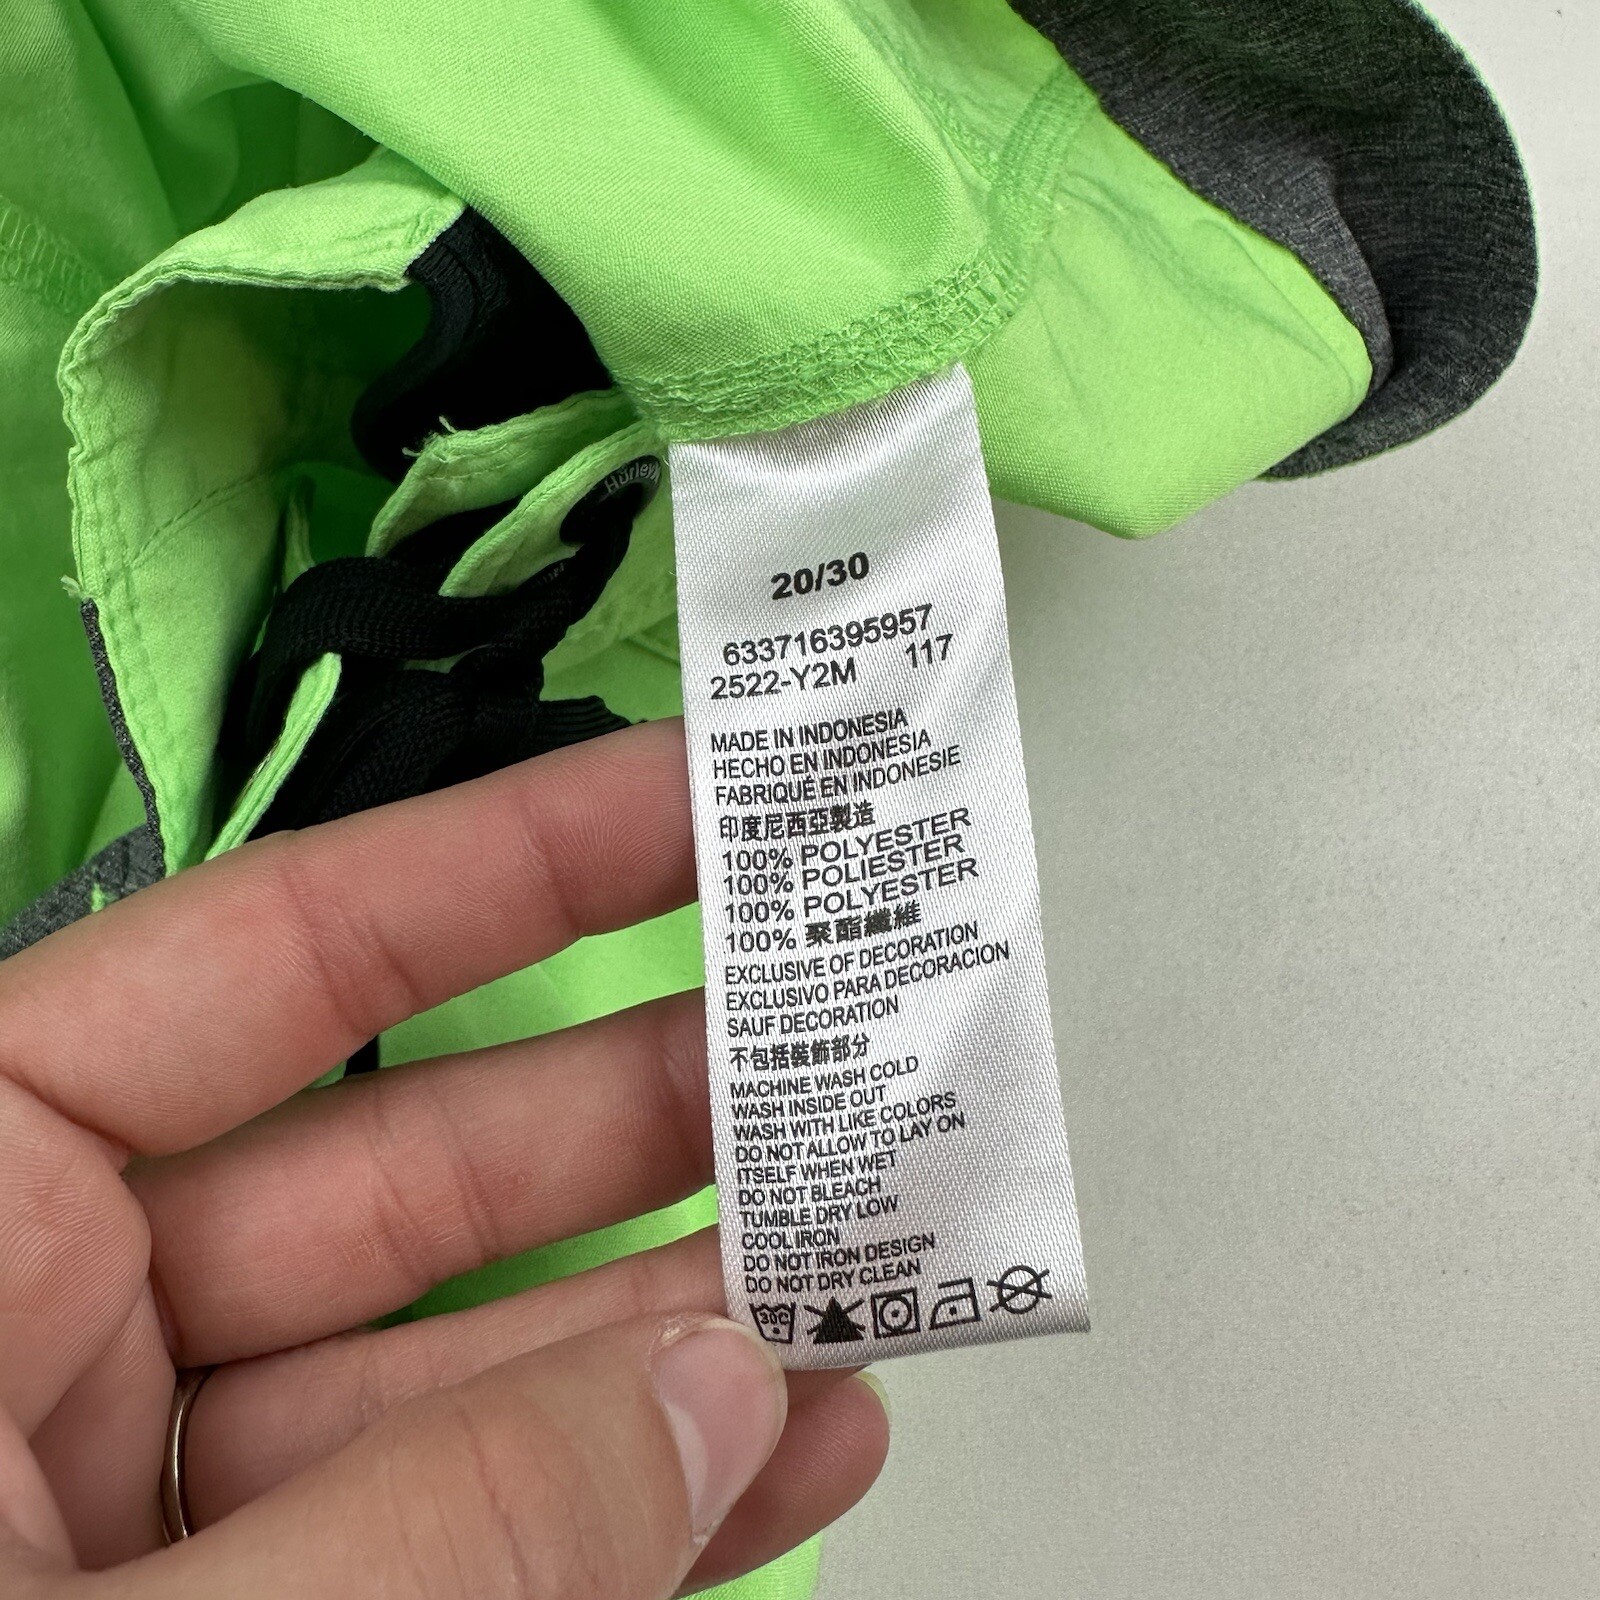 Hurley
20/30
633716395957
2522-Y2M 117
MADE IN INDONESIA
HECHO EN INDONESIA
FABRIQUÉ EN INDONESIE
印度尼西亞製造
100% POLYESTER
100% POLIESTER
100% POLYESTER
100% 聚酯纖維
EXCLUSIVE OF DECORATION
EXCLUSIVO PARA DECORACION
SAUF DECORATION
不包括裝飾部分
MACHINE WASH COLD
WASH INSIDE OUT
WASH WITH LIKE COLORS
DO NOT ALLOW TO LAY ON
ITSELF WHEN WET
DO NOT BLEACH
TUMBLE DRY LOW
COOL IRON
DO NOT IRON DESIGN
DO NOT DRY CLEAN
30C